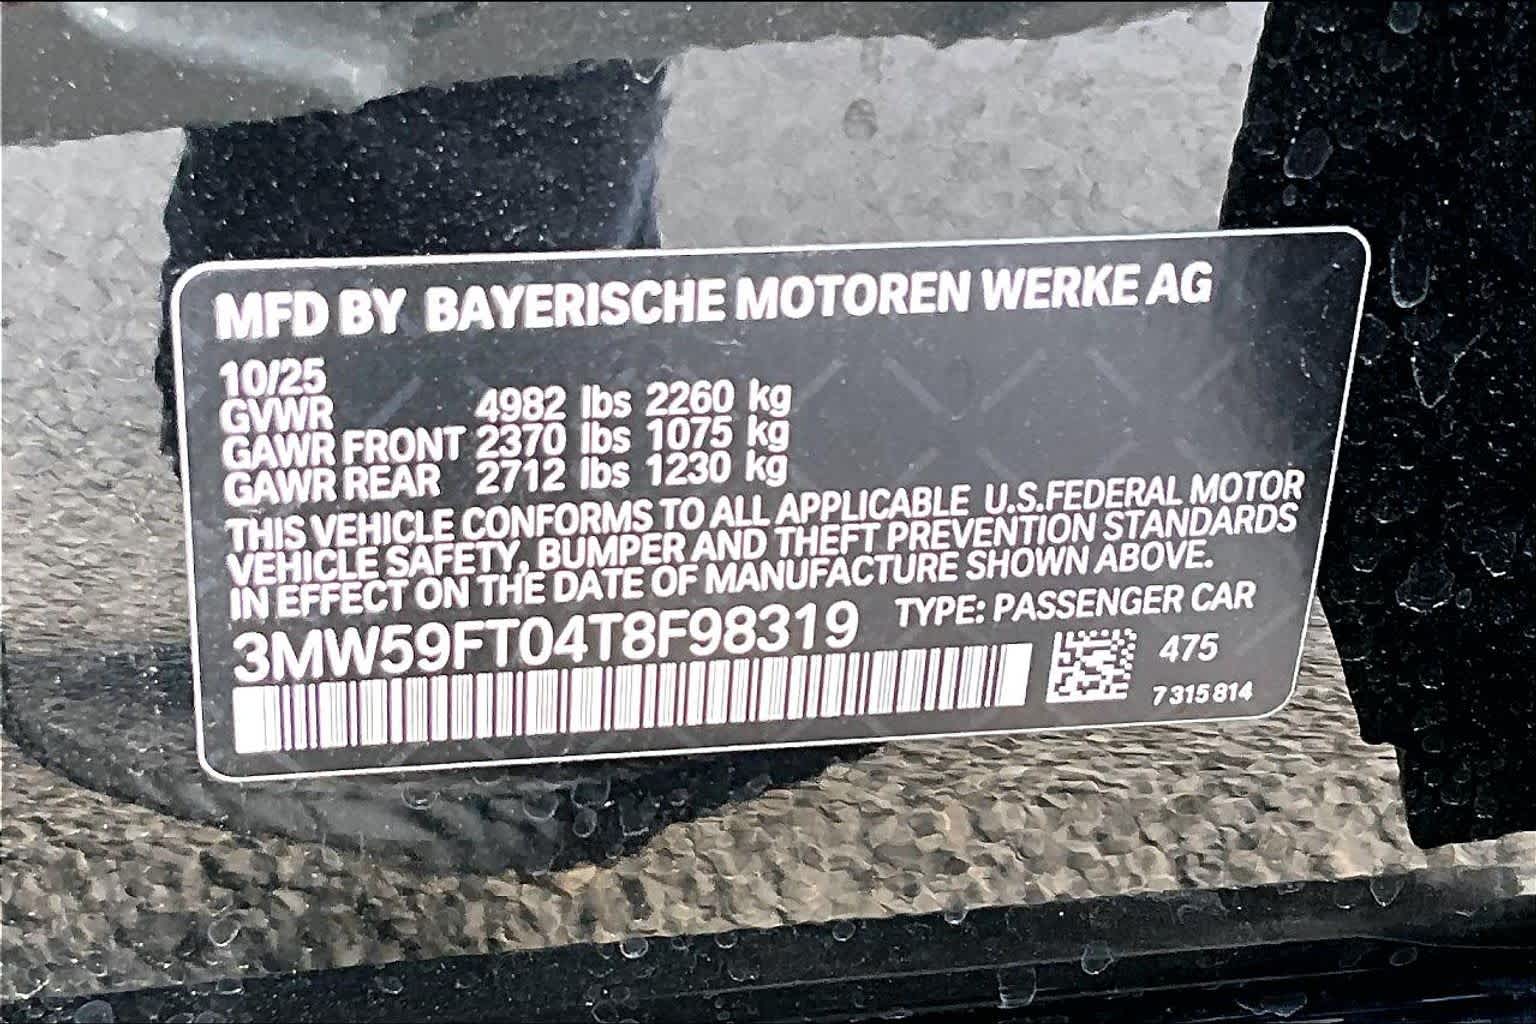 MFD BY BAYERISCHE MOTOREN WERKE AG
10/25
GVWR 4982 lbs 2260 kg
GAWR FRONT 2370 lbs 1075 kg
GAWR REAR 2712 lbs 1230 kg
THIS VEHICLE CONFORMS TO ALL APPLICABLE U.S.FEDERAL MOTOR
VEHICLE SAFETY, BUMPER AND THEFT PREVENTION STANDARDS
IN EFFECT ON THE DATE OF MANUFACTURE SHOWN ABOVE.
3MW59FT04T8F98319 TYPE: PASSENGER CAR
475
7 315 814